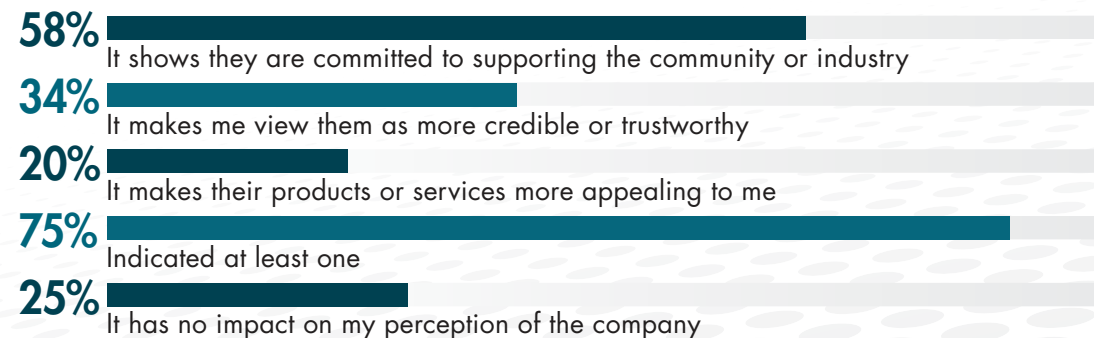 58%
It shows they are committed to supporting the community or industry
34%
It makes me view them as more credible or trustworthy
20%
It makes their products or services more appealing to me
75%
Indicated at least one
25%
It has no impact on my perception of the company